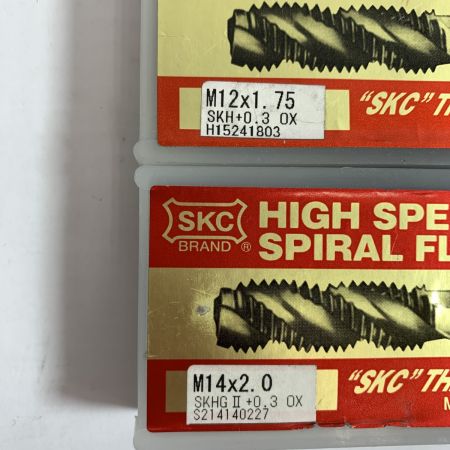 "SKC" TH
M12x1.75
SKH+0.3 OX
H15241803
SKC
BRAND ®
HIGH SPE
SPIRAL FL
"SKC" TH
M14x2.0
SKHGⅡ+0.3 OX
S214140227
M